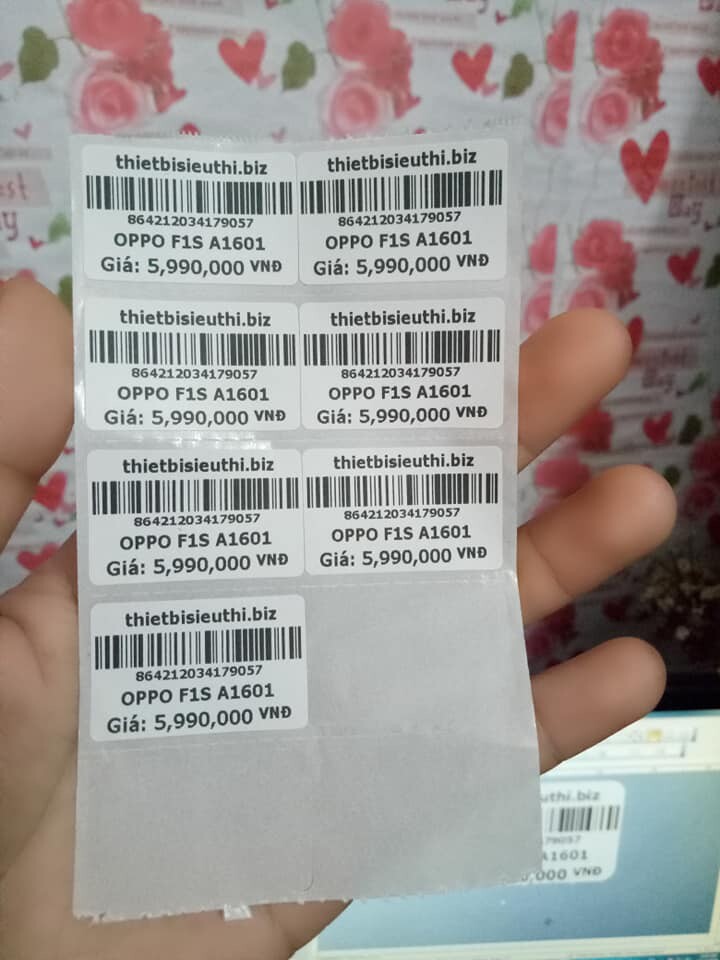 thietbisieuthi.biz
864212034179057
OPPO F1S A1601
Giá: 5,990,000 VNĐ
thietbisieuthi.biz
864212034179057
OPPO F1S A1601
Giá: 5,990,000 VNĐ
thietbisieuthi.biz
864212034179057
OPPO F1S A1601
Giá: 5,990,000 VNĐ
thietbisieuthi.biz
864212034179057
OPPO F1S A1601
Giá: 5,990,000 VNĐ
thietbisieuthi.biz
864212034179057
OPPO F1S A1601
Giá: 5,990,000 VNĐ
thietbisieuthi.biz
864212034179057
OPPO F1S A1601
Giá: 5,990,000 VNĐ
thietbisieuthi.biz
864212034179057
OPPO F1S A1601
Giá: 5,990,000 VNĐ
uthi.biz
179057
A1601
0,000 VNĐ